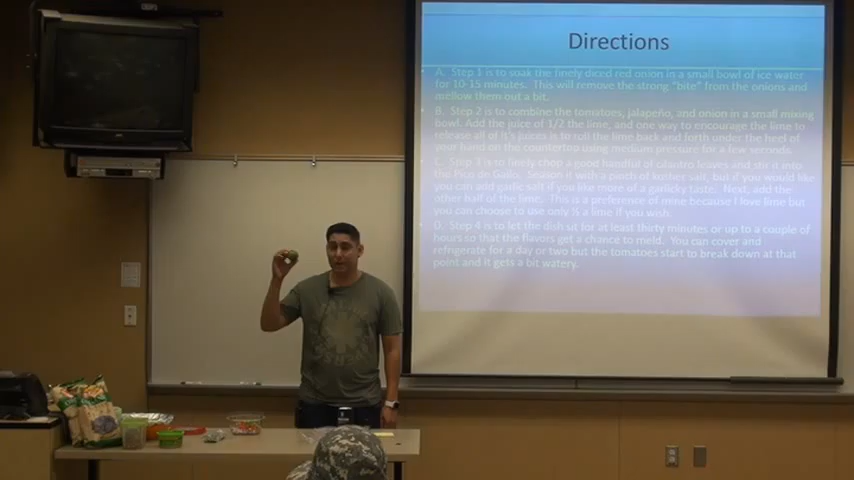 Directions
A. Step 1 is to soak the finely diced red onion in a small bowl of ice water
for 10-15 minutes. This will remove the strong "bite" from the onions and
mellow them out a bit.
B. Step 2 is to combine the tomatoes, jalapeño, and onion in a small mixing
bowl. Add the juice of 1/2 the lime, and one way to encourage the lime to
release all of it's juices is to roll the lime back and forth under the heel of
your hand on the countertop using medium pressure for a few seconds.
C. Step 3 is to finely chop a good handful of cilantro leaves and stir it into
the Pico de Gallo. Season it with a pinch of kosher salt, but if you would like
you can add garlic salt if you like more of a garlicky taste. Next, add the
other half of the lime. This is a preference of mine because I love lime but
you can choose to use only ½ a lime if you wish.
D. Step 4 is to let the dish sit for at least thirty minutes or up to a couple of
hours so that the flavors get a chance to meld. You can cover and
refrigerate for a day or two but the tomatoes start to break down at that
point and it gets a bit watery.